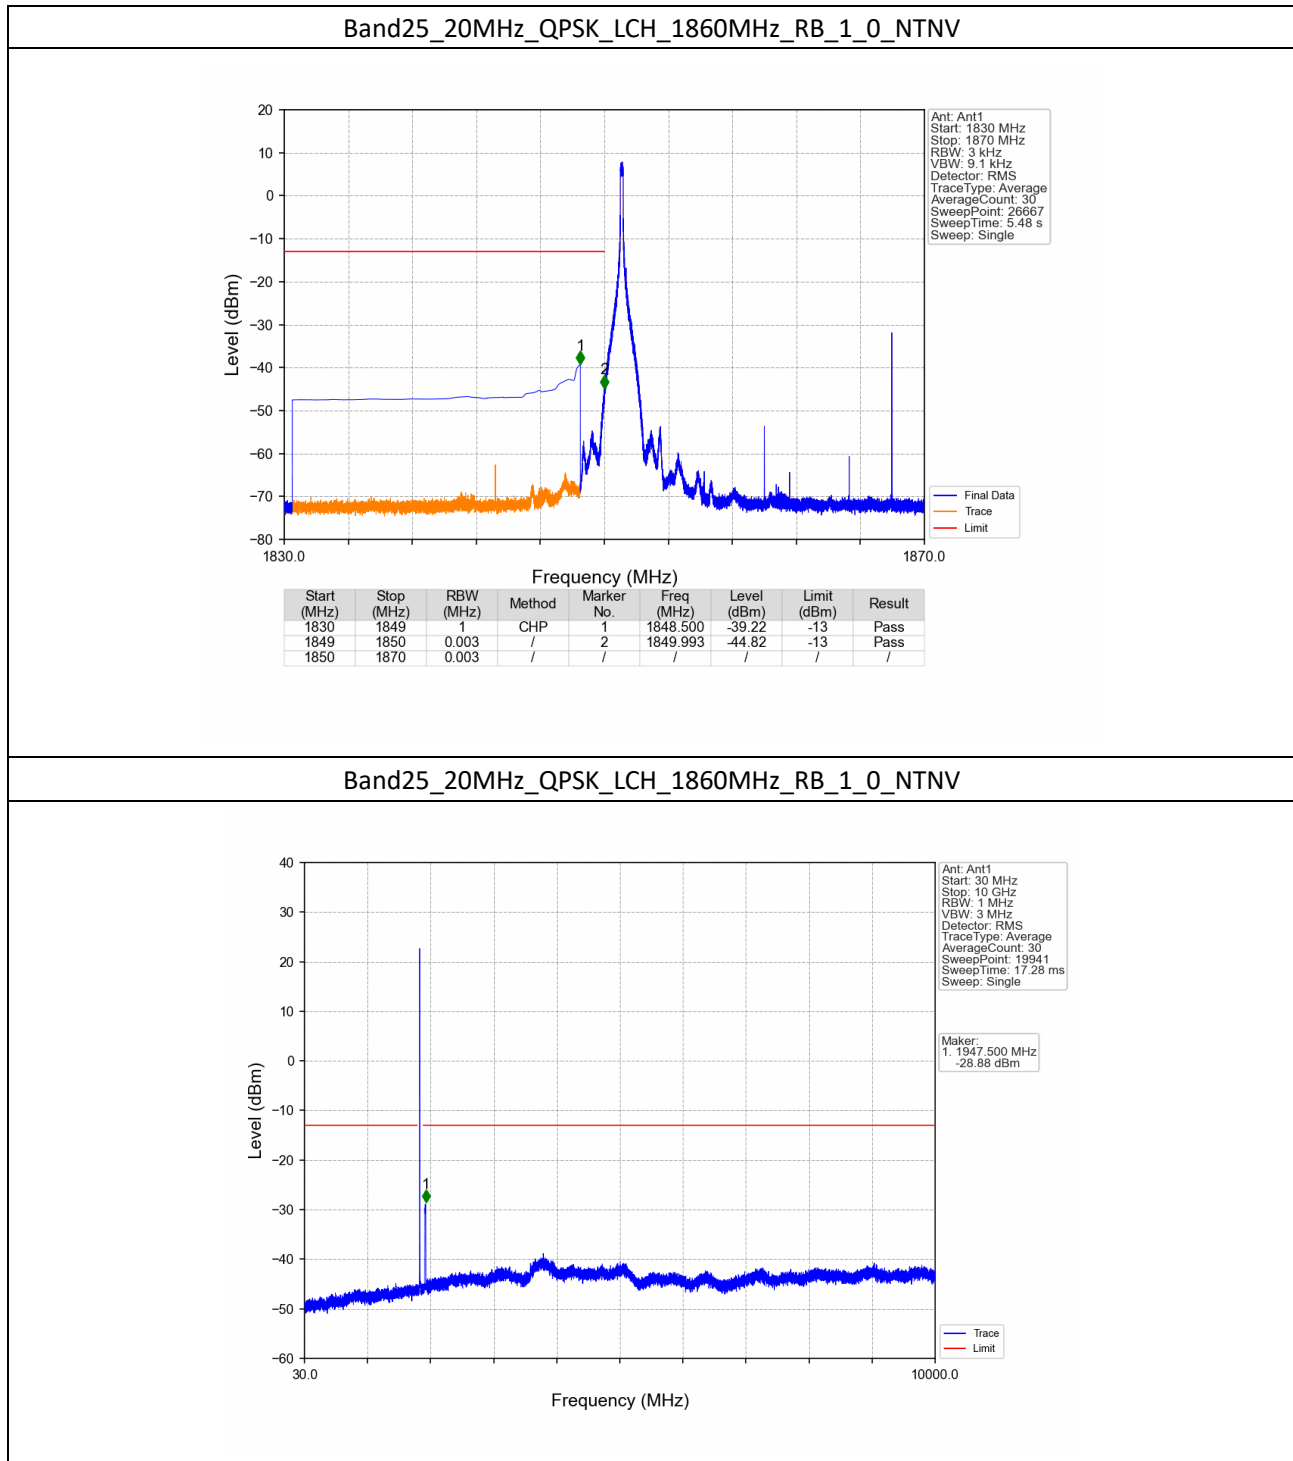 Band25_20MHz_QPSK_LCH_1860MHz_RB_1_0_NTNV
20
10
0
−10
−20
−30
−40
−50
−60
−70
−80
Level (dBm)
1
2
1830.0
1870.0
Frequency (MHz)
Ant: Ant1
Start: 1830 MHz
Stop: 1870 MHz
RBW: 3 kHz
VBW: 9.1 kHz
Detector: RMS
TraceType: Average
AverageCount: 30
SweepPoint: 26667
SweepTime: 5.48 s
Sweep: Single
Final Data
Trace
Limit
Start (MHz) Stop (MHz) RBW (MHz) Method Marker No. Freq (MHz) Level (dBm) Limit (dBm) Result
1830 1849 1 CHP 1 1848.500 -39.22 -13 Pass
1849 1850 0.003 / 2 1849.993 -44.82 -13 Pass
1850 1870 0.003 / / / / / /
Band25_20MHz_QPSK_LCH_1860MHz_RB_1_0_NTNV
40
30
20
10
0
−10
−20
−30
−40
−50
−60
Level (dBm)
1
30.0
10000.0
Frequency (MHz)
Ant: Ant1
Start: 30 MHz
Stop: 10 GHz
RBW: 1 MHz
VBW: 3 MHz
Detector: RMS
TraceType: Average
AverageCount: 30
SweepPoint: 19941
SweepTime: 17.28 ms
Sweep: Single
Maker:
1. 1947.500 MHz
-28.88 dBm
Trace
Limit